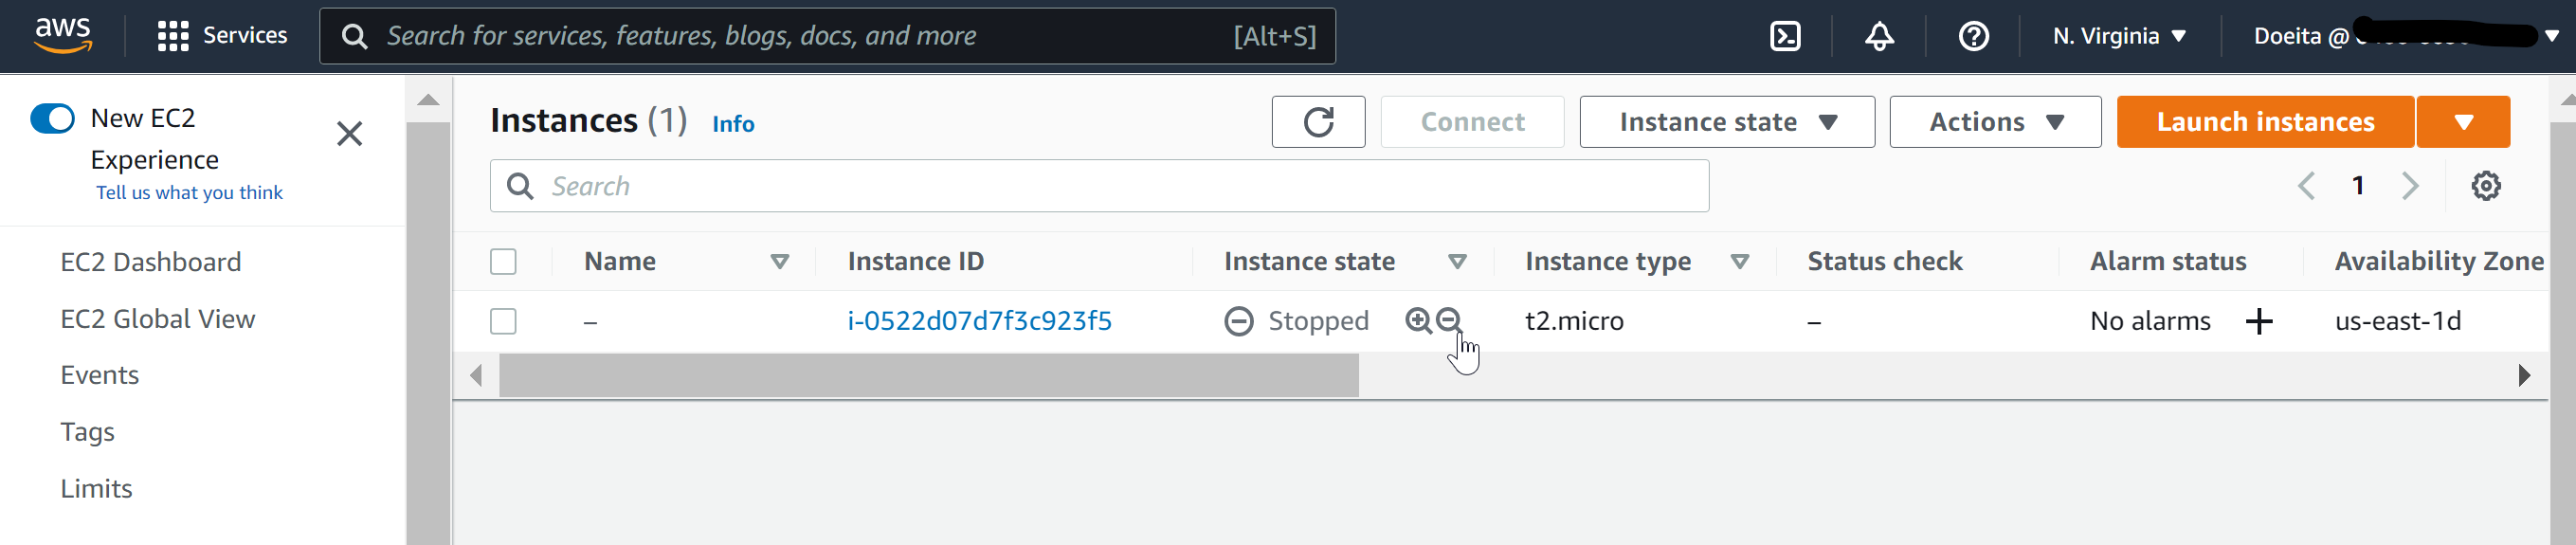 aws Services Search for services, features, blogs, docs, and more [Alt+S] N. Virginia Doeita @
New EC2
Experience
Tell us what you think
EC2 Dashboard
EC2 Global View
Events
Tags
Limits
Instances (1) Info Connect Instance state Actions Launch instances
Search 1
Name Instance ID Instance state Instance type Status check Alarm status Availability Zone
– i-0522d07d7f3c923f5 Stopped t2.micro – No alarms us-east-1d